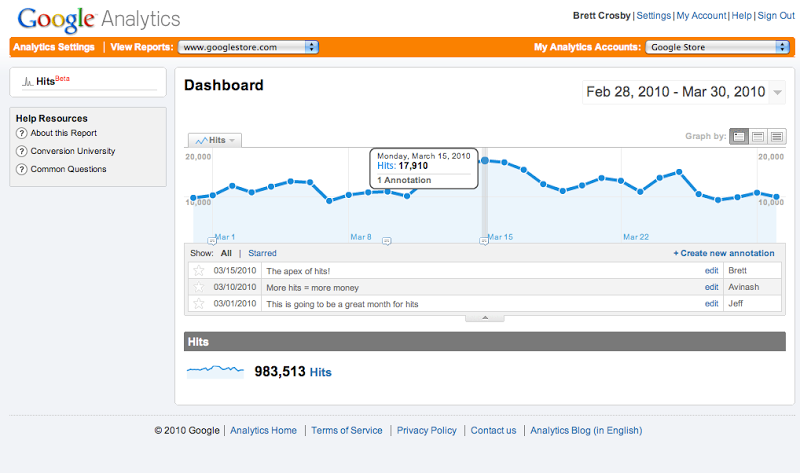 Google Analytics
Brett Crosby | Settings | My Account | Help | Sign Out
Analytics Settings | View Reports: www.googlestore.com
My Analytics Accounts: Google Store
Hits Beta
Help Resources
? About this Report
? Conversion University
? Common Questions
Dashboard
Feb 28, 2010 - Mar 30, 2010
Hits
Graph by:
20,000
20,000
Monday, March 15, 2010
Hits: 17,910
1 Annotation
10,000
10,000
Mar 1
Mar 8
Mar 15
Mar 22
Show: All | Starred
+ Create new annotation
03/15/2010 The apex of hits! edit Brett
03/10/2010 More hits = more money edit Avinash
03/01/2010 This is going to be a great month for hits edit Jeff
Hits
983,513 Hits
© 2010 Google | Analytics Home | Terms of Service | Privacy Policy | Contact us | Analytics Blog (in English)